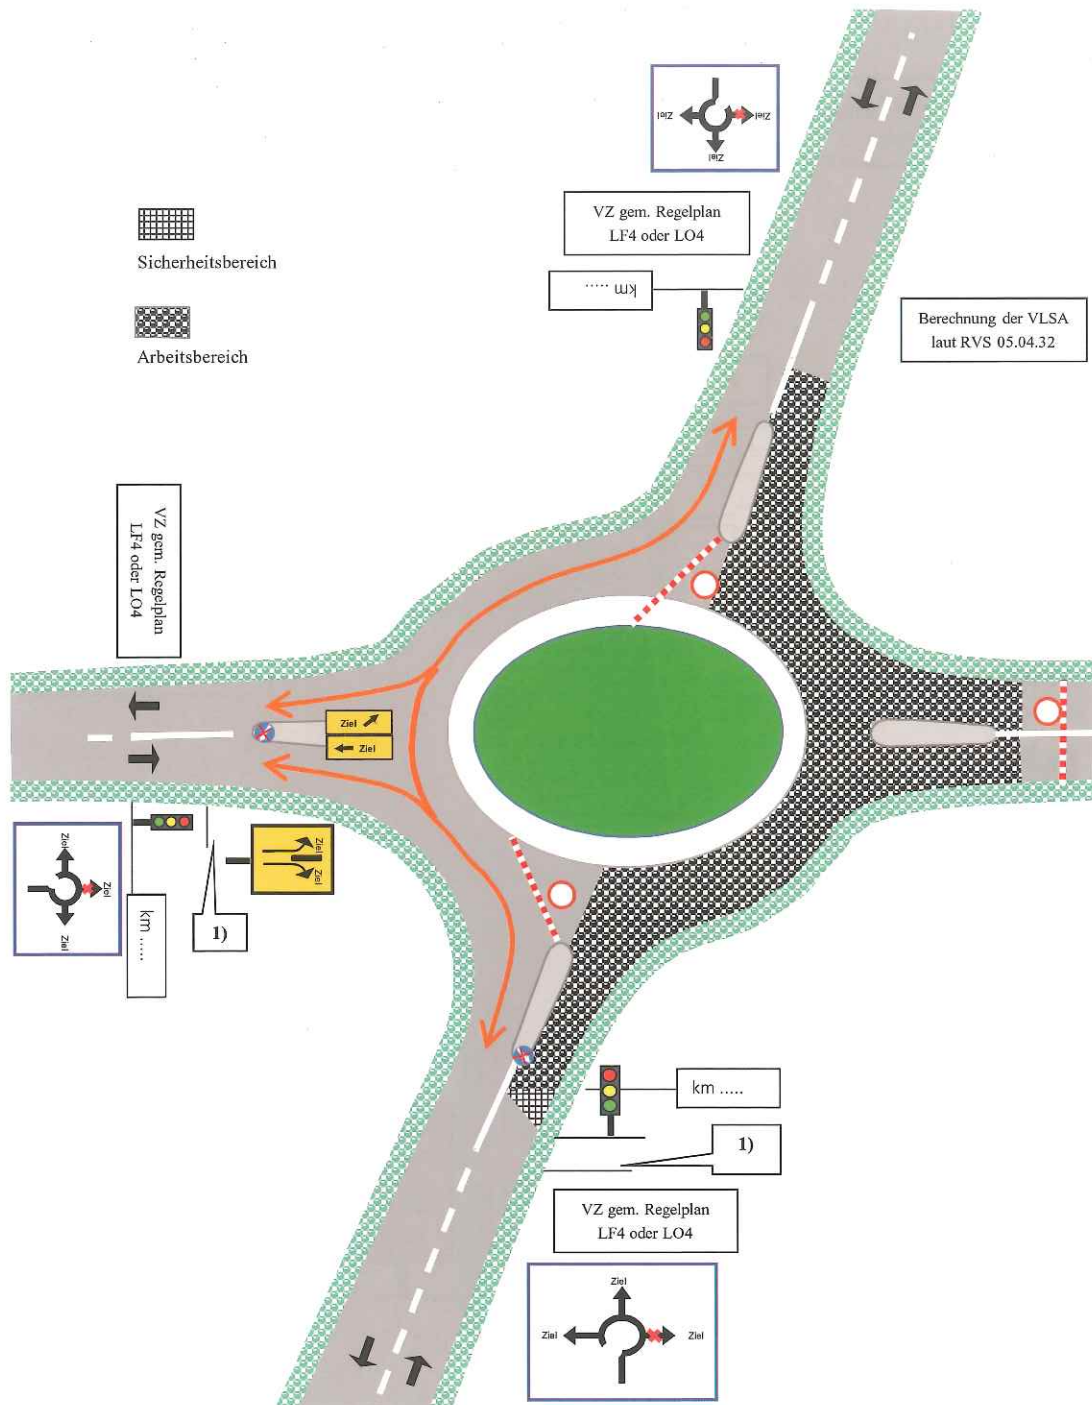 Ziel
Ziel
Ziel
VZ gem. Regelplan
LF4 oder LO4
km .....
Sicherheitsbereich
Arbeitsbereich
Berechnung der VLSA
laut RVS 05.04.32
VZ gem. Regelplan
LF4 oder LO4
Ziel
Ziel
Ziel
Ziel
Ziel
Ziel
Ziel
km .....
1)
km .....
1)
VZ gem. Regelplan
LF4 oder LO4
Ziel
Ziel
Ziel